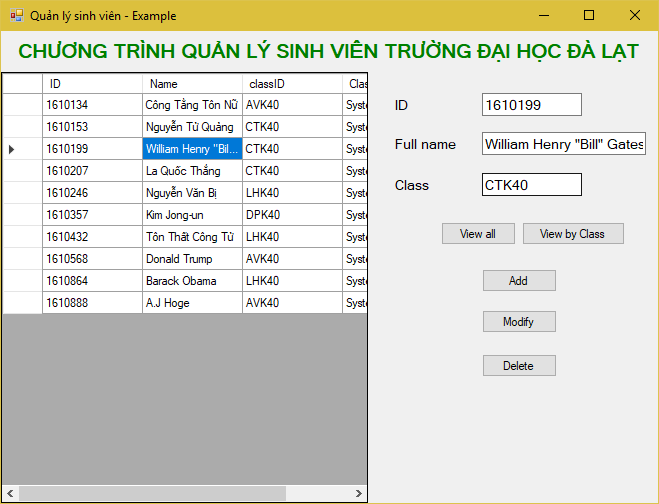 Quản lý sinh viên - Example
CHƯƠNG TRÌNH QUẢN LÝ SINH VIÊN TRƯỜNG ĐẠI HỌC ĐÀ LẠT
ID Name classID Clas
1610134 Công Tằng Tôn Nữ AVK40 Syste
1610153 Nguyễn Tử Quảng CTK40 Syste
1610199 William Henry "Bil... CTK40 Syste
1610207 La Quốc Thắng CTK40 Syste
1610246 Nguyễn Văn Bị LHK40 Syste
1610357 Kim Jong-un DPK40 Syste
1610432 Tôn Thất Công Tử LHK40 Syste
1610568 Donald Trump AVK40 Syste
1610864 Barack Obama LHK40 Syste
1610888 A.J Hoge AVK40 Syste
ID 1610199
Full name William Henry "Bill" Gates
Class CTK40
View all View by Class
Add
Modify
Delete